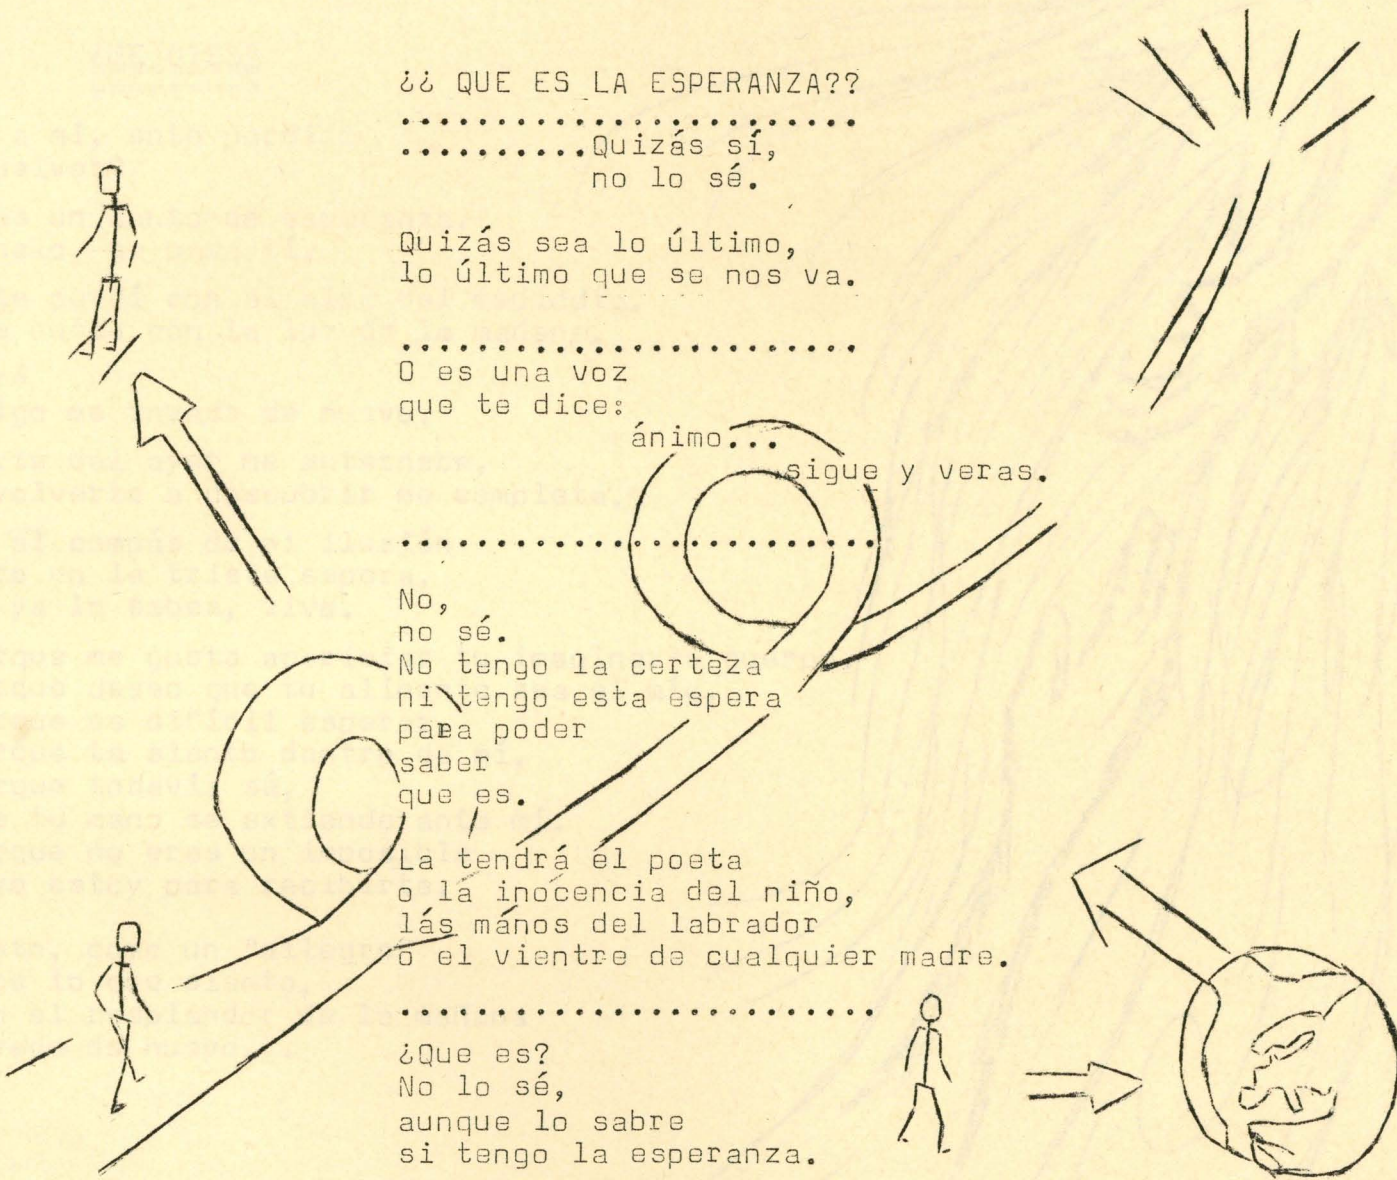 ¿¿ QUE ES LA ESPERANZA??
.........................
..........Quizás sí,
no lo sé.
Quizás sea lo último,
lo último que se nos va.
.........................
O es una voz
que te dice:
ánimo...
sigue y veras.
..........................
No,
no sé.
No tengo la certeza
ni tengo esta espera
para poder
saber
que es.
La tendrá el poeta
o la inocencia del niño,
lás mános del labrador
o el vientre de cualquier madre.
..........................
¿Que es?
No lo sé,
aunque lo sabre
si tengo la esperanza.